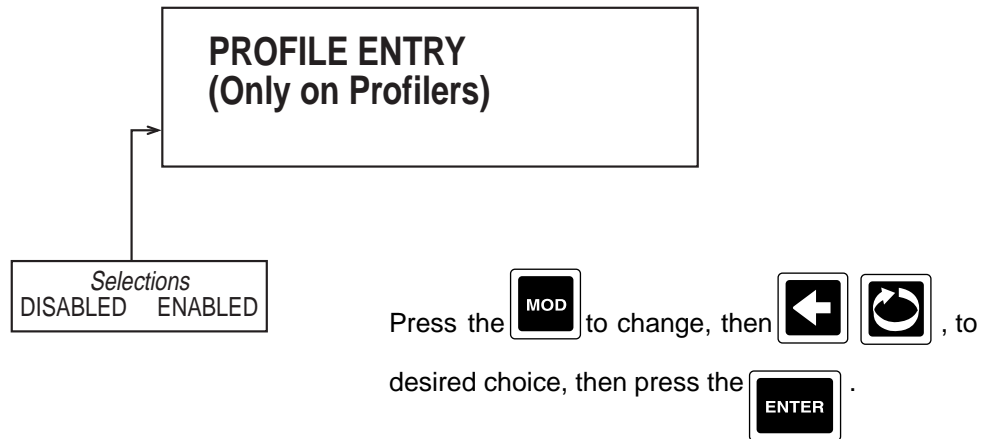 PROFILE ENTRY
(Only on Profilers)
Selections
DISABLED ENABLED
Press the MOD to change, then , to
desired choice, then press the ENTER .